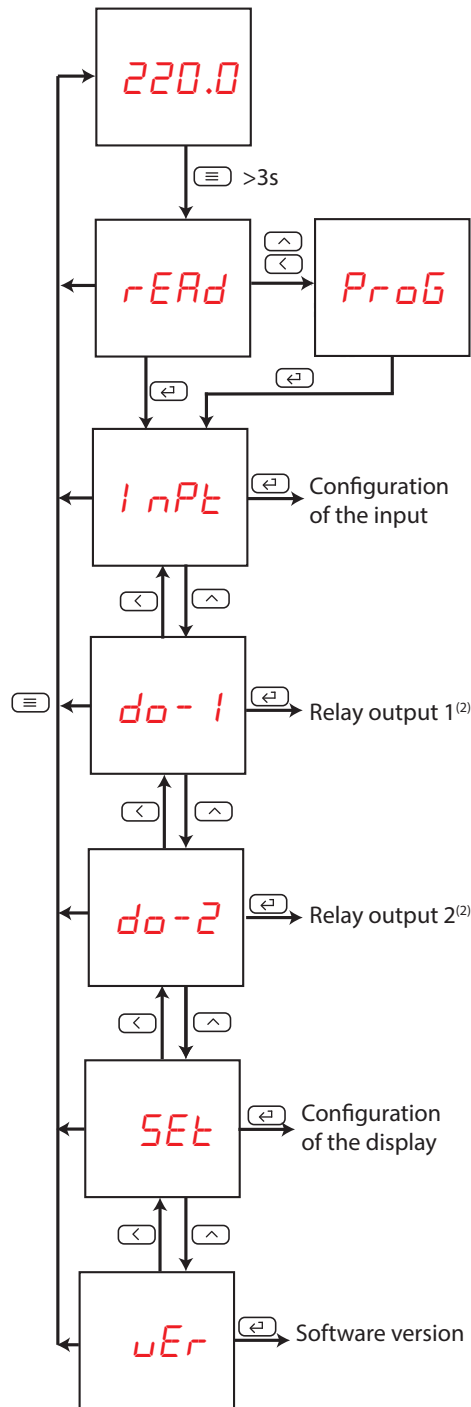 220.0
>3s
rEAd
ProG
InPt
Configuration
of the input
do-1
Relay output 1(2)
do-2
Relay output 2(2)
SEt
Configuration
of the display
vEr
Software version